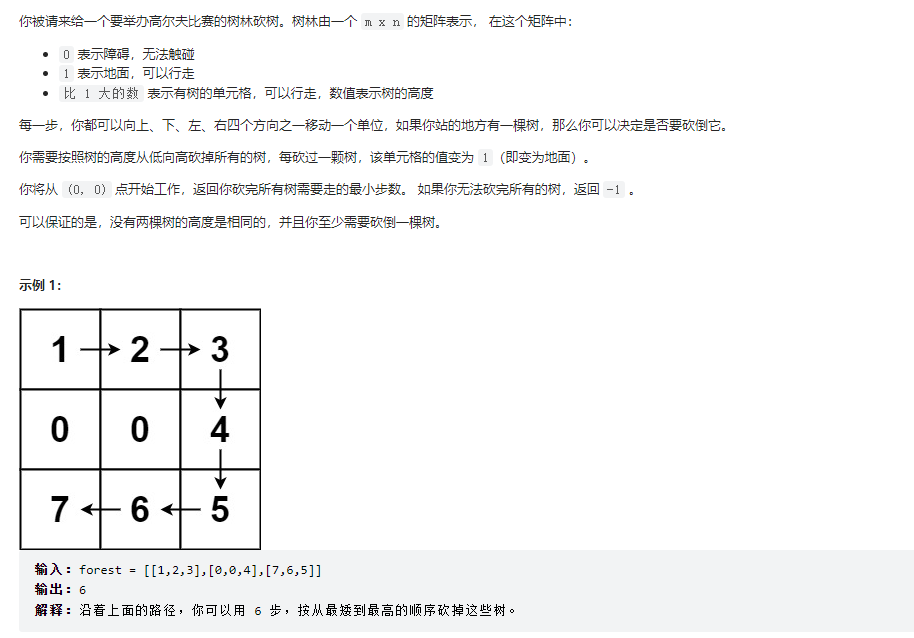 你被请来给一个要举办高尔夫比赛的树林砍树。树林由一个 m x n 的矩阵表示， 在这个矩阵中：
• 0 表示障碍，无法触碰
• 1 表示地面，可以行走
• 比 1 大的数 表示有树的单元格，可以行走，数值表示树的高度
每一步，你都可以向上、下、左、右四个方向之一移动一个单位，如果你站的地方有一棵树，那么你可以决定是否要砍倒它。
你需要按照树的高度从低向高砍掉所有的树，每砍过一颗树，该单元格的值变为 1（即变为地面）。
你将从 (0, 0) 点开始工作，返回你砍完所有树需要走的最小步数。 如果你无法砍完所有的树，返回 -1 。
可以保证的是，没有两棵树的高度是相同的，并且你至少需要砍倒一棵树。
示例 1：
1 2 3
0 0 4
7 6 5
输入：forest = [[1,2,3],[0,0,4],[7,6,5]]
输出：6
解释：沿着上面的路径，你可以用 6 步，按从最矮到最高的顺序砍掉这些树。